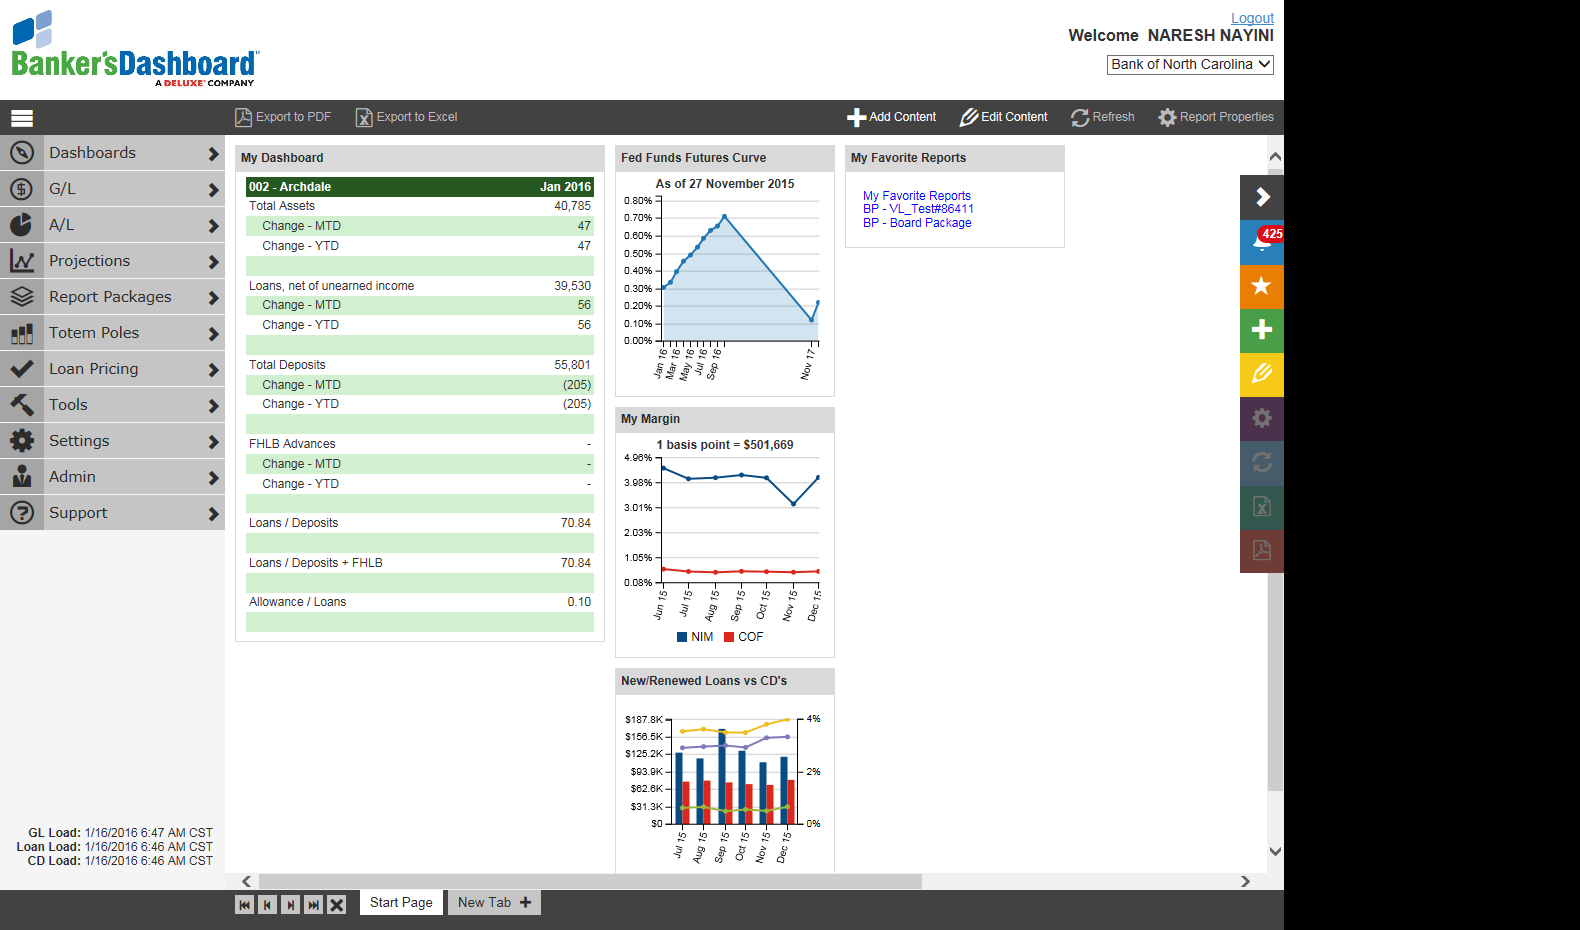 Logout
Welcome NARESH NAYINI
Banker'sDashboard
A DELUXE COMPANY
Bank of North Carolina
Export to PDF
Export to Excel
Add Content
Edit Content
Refresh
Report Properties
Dashboards
G/L
A/L
Projections
Report Packages
Totem Poles
Loan Pricing
Tools
Settings
Admin
Support
GL Load: 1/16/2016 6:47 AM CST
Loan Load: 1/16/2016 6:46 AM CST
CD Load: 1/16/2016 6:46 AM CST
My Dashboard
002 - Archdale Jan 2016
Total Assets 40,785
Change - MTD 47
Change - YTD 47
Loans, net of unearned income 39,530
Change - MTD 56
Change - YTD 56
Total Deposits 55,801
Change - MTD (205)
Change - YTD (205)
FHLB Advances -
Change - MTD -
Change - YTD -
Loans / Deposits 70.84
Loans / Deposits + FHLB 70.84
Allowance / Loans 0.10
Fed Funds Futures Curve
As of 27 November 2015
0.80%
0.70%
0.60%
0.50%
0.40%
0.30%
0.20%
0.10%
0.00%
Jan 16
Mar 16
May 16
Jul 16
Sep 16
Nov 17
My Margin
1 basis point = $501,669
4.96%
3.98%
3.01%
2.03%
1.05%
0.08%
Jun 15
Jul 15
Aug 15
Sep 15
Oct 15
Nov 15
Dec 15
NIM COF
New/Renewed Loans vs CD's
$187.8K
$156.5K
$125.2K
$93.9K
$62.6K
$31.3K
$0
4%
2%
0%
Jul 15
Aug 15
Sep 15
Oct 15
Nov 15
Dec 15
My Favorite Reports
My Favorite Reports
BP - VL_Test#86411
BP - Board Package
425
Start Page
New Tab